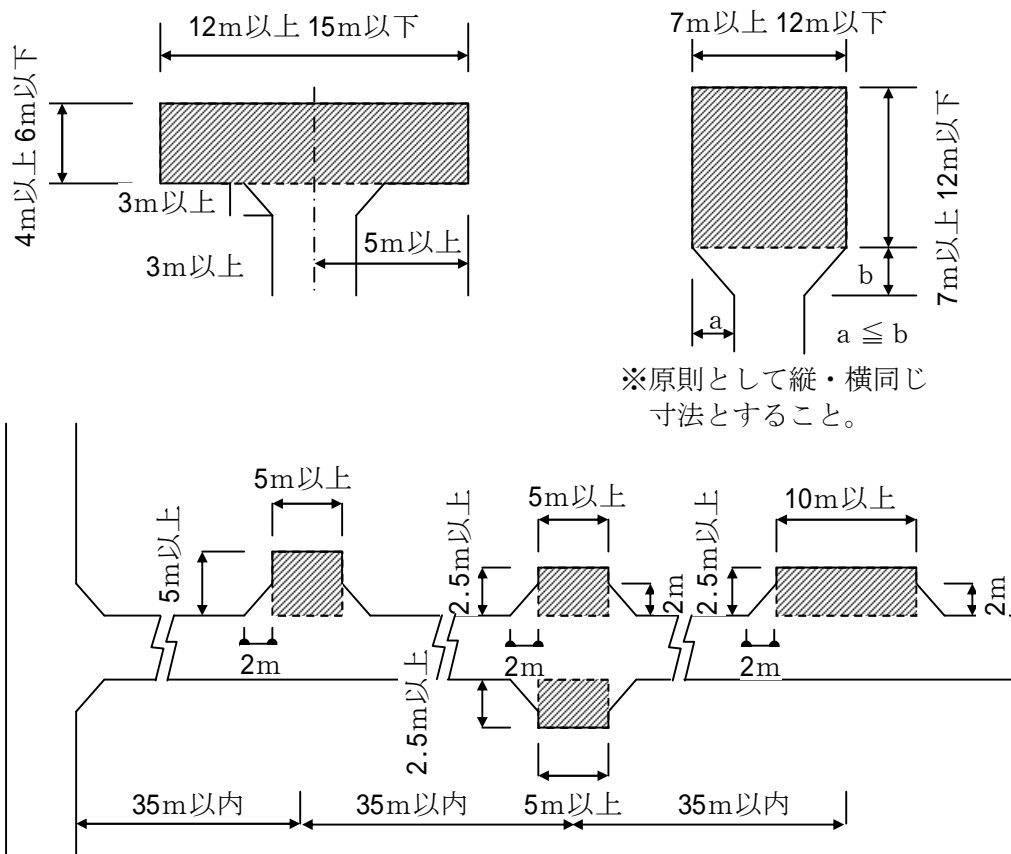 12m以上 15m以下
4m以上 6m以下
3m以上
3m以上
5m以上
7m以上 12m以下
7m以上 12m以下
b
a
a ≦ b
※原則として縦・横同じ
寸法とすること。
5m以上
5m以上
2m
5m以上
2.5m以上
2m
2m
2.5m以上
5m以上
10m以上
2.5m以上
2m
2m
35m以内
35m以内
35m以内